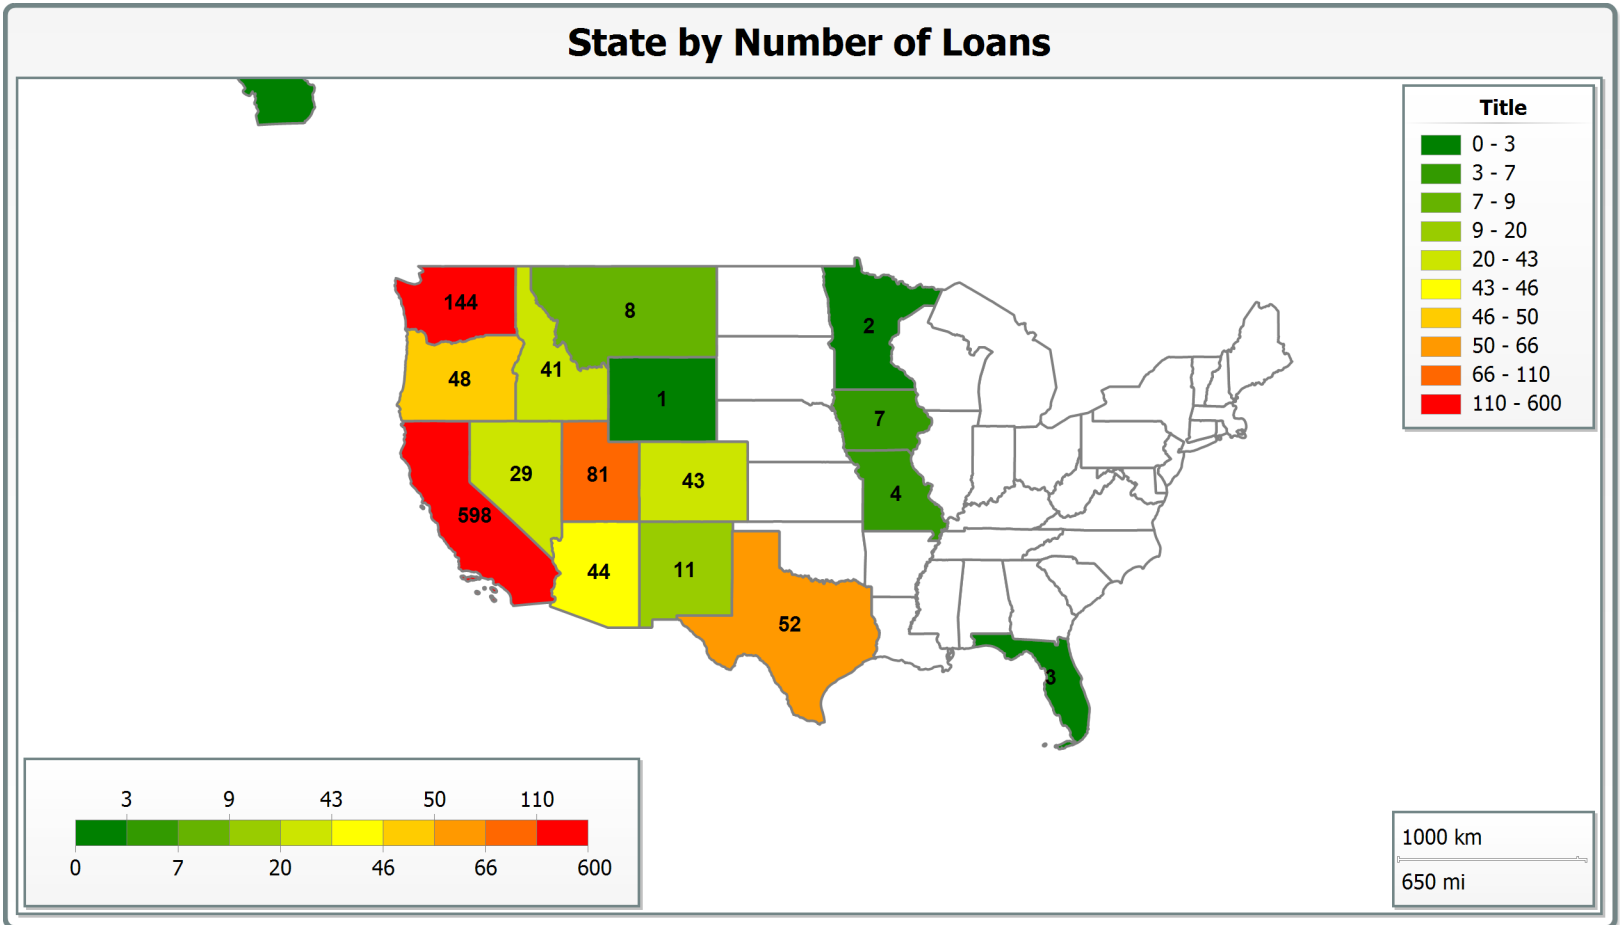 State by Number of Loans
Title
0 - 3
3 - 7
7 - 9
9 - 20
20 - 43
43 - 46
46 - 50
50 - 66
66 - 110
110 - 600
144
8
2
48
41
1
7
29
81
43
4
598
44
11
52
3
3 9 43 50 110
0 7 20 46 66 600
1000 km
650 mi